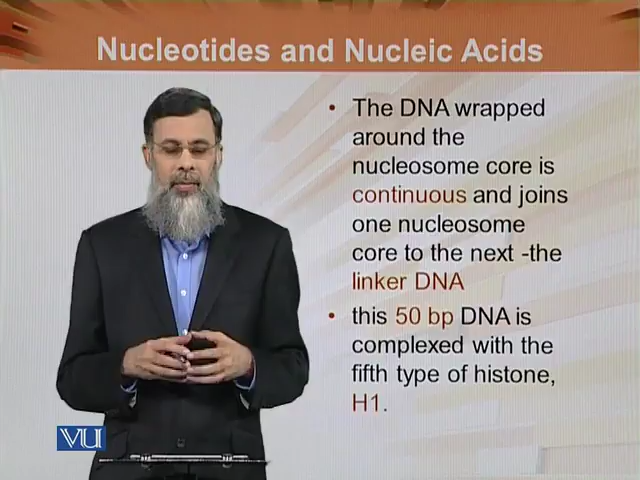 Nucleotides and Nucleic Acids
• The DNA wrapped
around the
nucleosome core is
continuous and joins
one nucleosome
core to the next -the
linker DNA
• this 50 bp DNA is
complexed with the
fifth type of histone,
H1.
VU